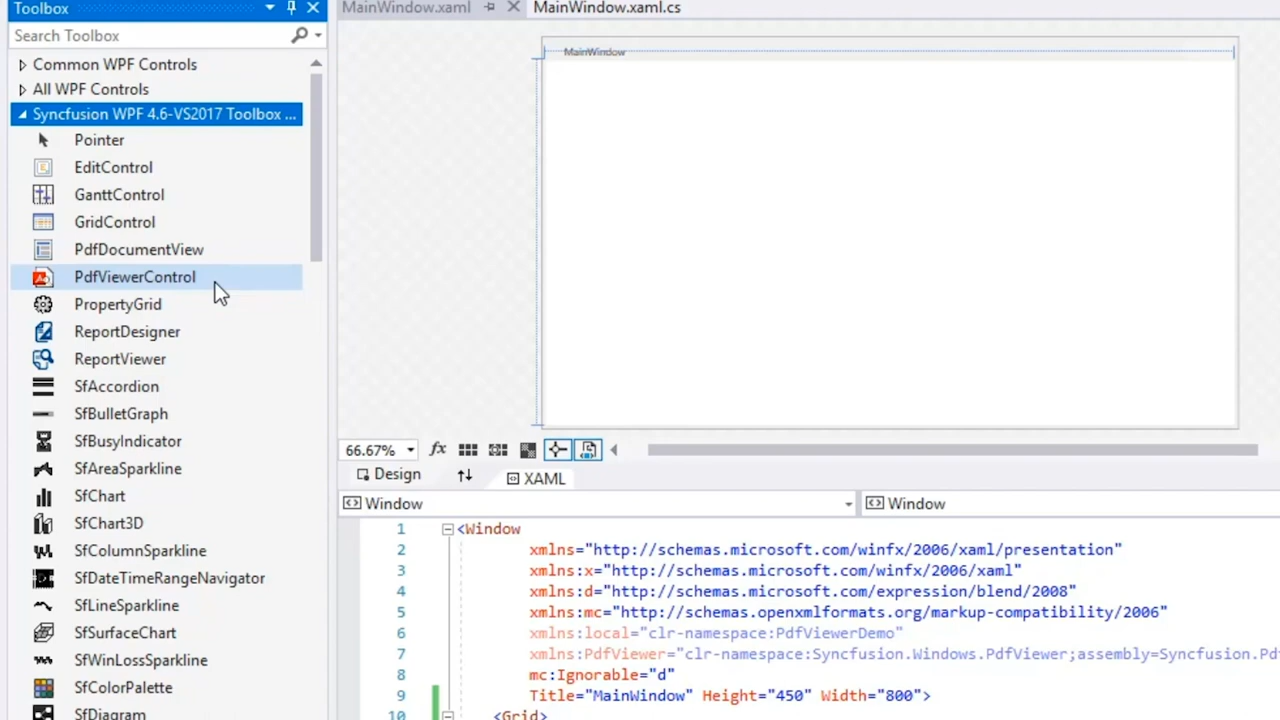 Toolbox
Search Toolbox
Common WPF Controls
All WPF Controls
Syncfusion WPF 4.6-VS2017 Toolbox ...
Pointer
EditControl
GanttControl
GridControl
PdfDocumentView
PdfViewerControl
PropertyGrid
ReportDesigner
ReportViewer
SfAccordion
SfBulletGraph
SfBusyIndicator
SfAreaSparkline
SfChart
SfChart3D
SfColumnSparkline
SfDateTimeRangeNavigator
SfLineSparkline
SfSurfaceChart
SfWinLossSparkline
SfColorPalette
SfDiagram
MainWindow.xaml MainWindow.xaml.cs
MainWindow
66.67% fx
Design XAML
Window Window
1 <Window
2 xmlns="http://schemas.microsoft.com/winfx/2006/xaml/presentation"
3 xmlns:x="http://schemas.microsoft.com/winfx/2006/xaml"
4 xmlns:d="http://schemas.microsoft.com/expression/blend/2008"
5 xmlns:mc="http://schemas.openxmlformats.org/markup-compatibility/2006"
6 xmlns:local="clr-namespace:PdfViewerDemo"
7 xmlns:PdfViewer="clr-namespace:Syncfusion.Windows.PdfViewer;assembly=Syncfusion.Pd
8 mc:Ignorable="d"
9 Title="MainWindow" Height="450" Width="800">
10 <Grid>